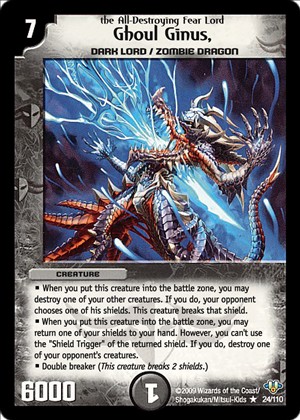 7
the All-Destroying Fear Lord
Ghoul Ginus,
DARK LORD / ZOMBIE DRAGON
CREATURE
■ When you put this creature into the battle zone, you may
destroy one of your other creatures. If you do, your opponent
chooses one of his shields. This creature breaks that shield.
■ When you put this creature into the battle zone, you may
return one of your shields to your hand. However, you can't use
the "Shield Trigger" of the returned shield. If you do, destroy
one of your opponent's creatures.
■ Double breaker (This creature breaks 2 shields.)
6000
1
©2009 Wizards of the Coast/
Shogakukan/Mitsui-Kids ★ 24/110